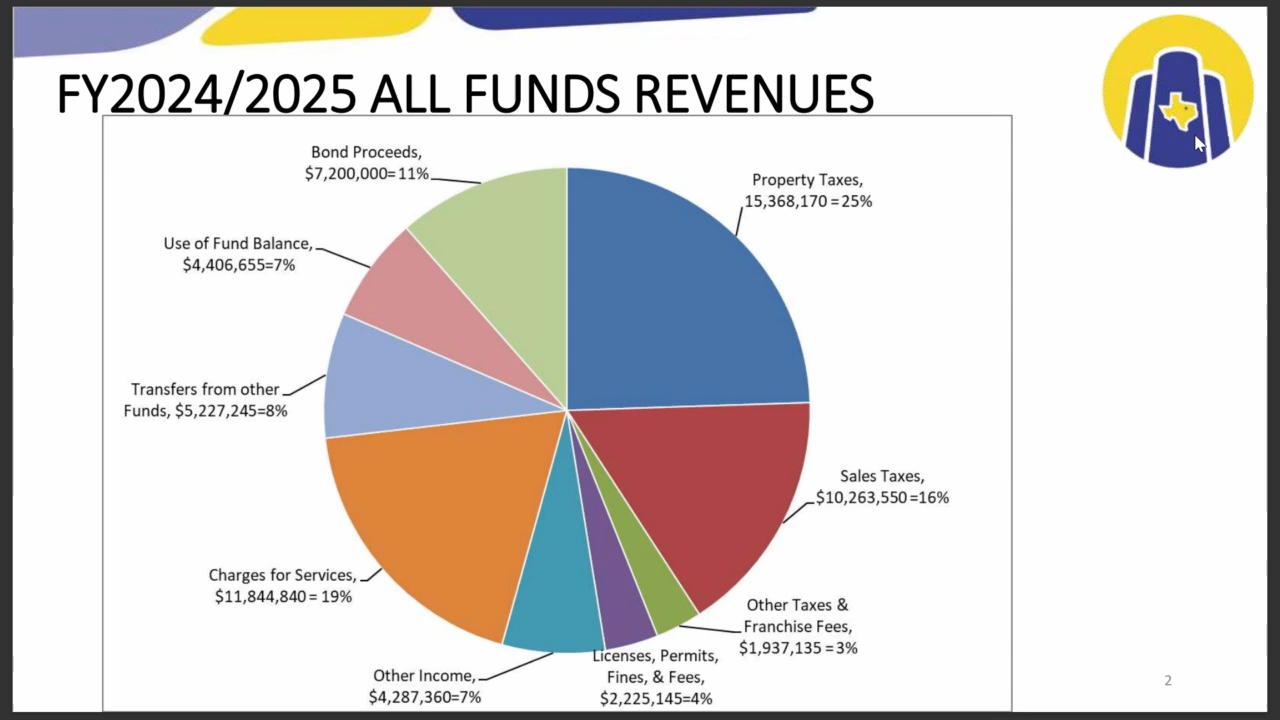 FY2024/2025 ALL FUNDS REVENUES
Bond Proceeds,
$7,200,000= 11%
Property Taxes,
15,368,170 = 25%
Use of Fund Balance,
$4,406,655=7%
Transfers from other
Funds, $5,227,245=8%
Sales Taxes,
$10,263,550 =16%
Charges for Services,
$11,844,840 = 19%
Other Taxes &
Franchise Fees,
$1,937,135 = 3%
Licenses, Permits,
Fines, & Fees,
$2,225,145=4%
Other Income,
$4,287,360=7%
2